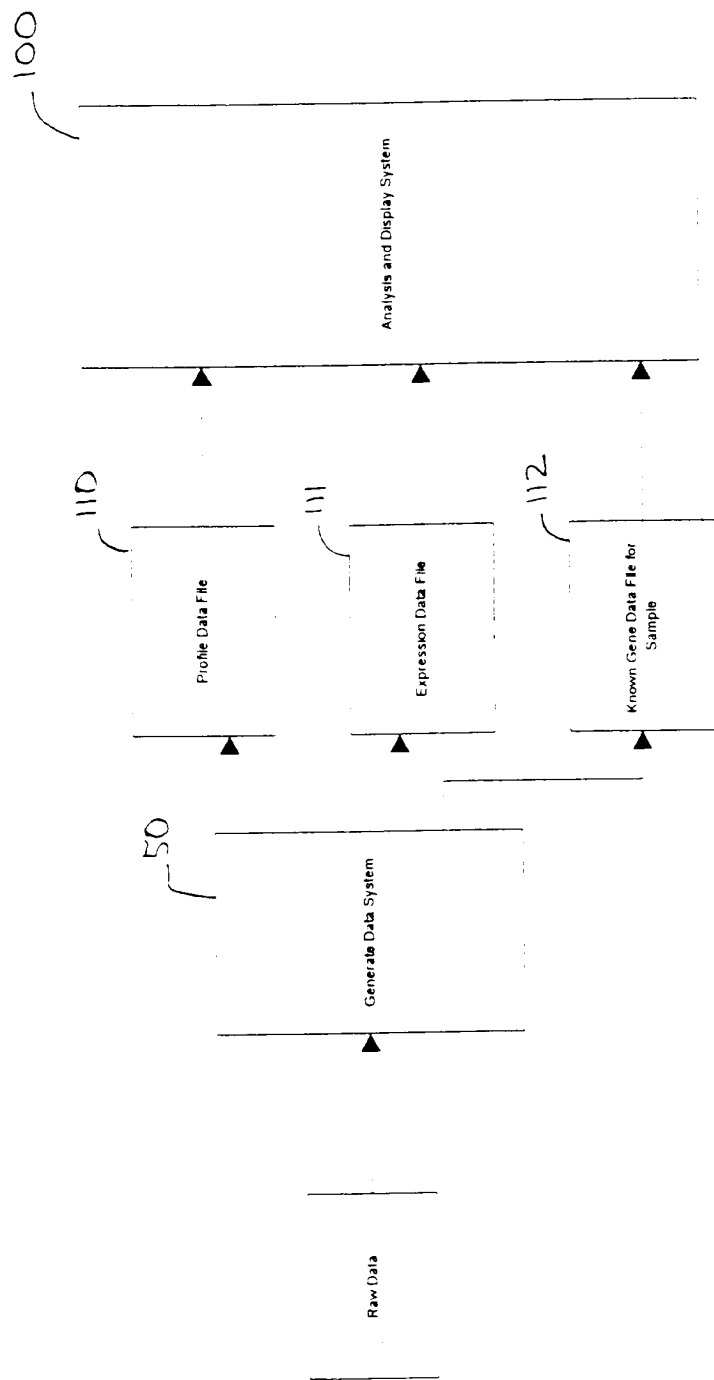 Raw Data
50
Generate Data System
110
Profile Data File
111
Expression Data File
112
Known Gene Data File for
Sample
100
Analysis and Display System